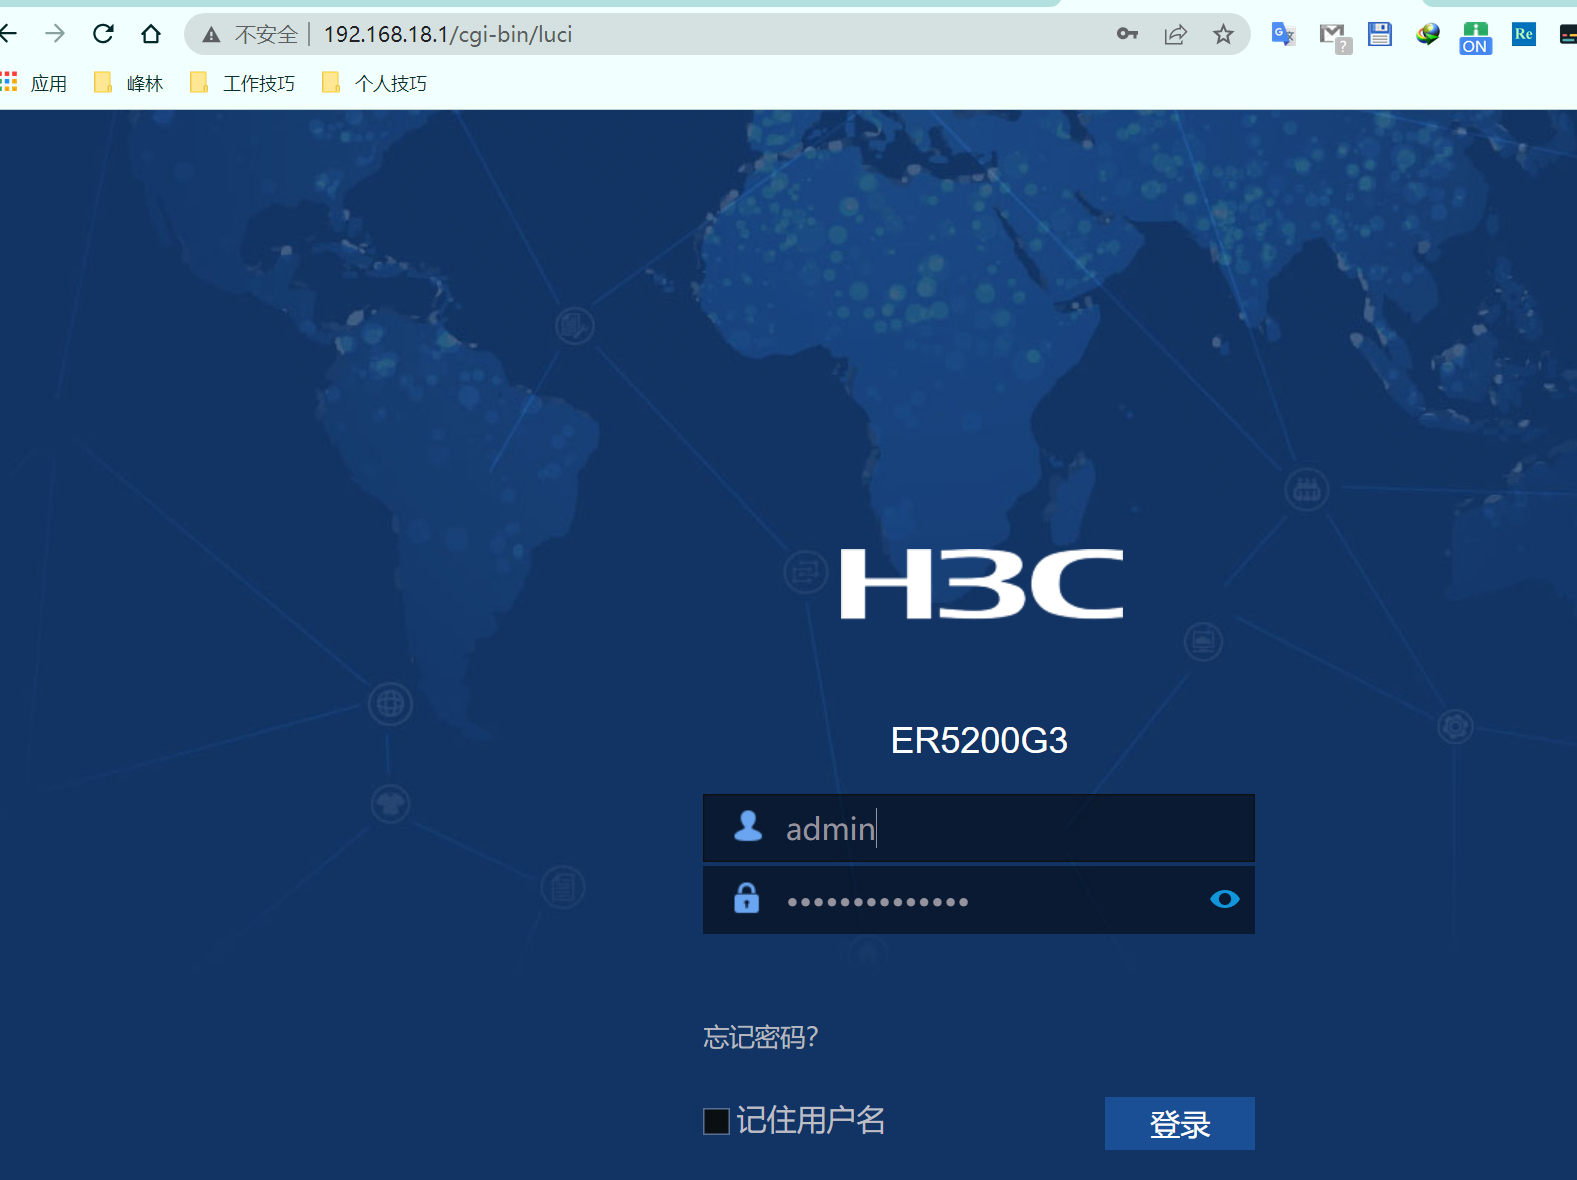 不安全 | 192.168.18.1/cgi-bin/luci
?
ON
Re
应用 峰林 工作技巧 个人技巧
H3C
ER5200G3
admin
••••••••••••••
忘记密码?
记住用户名
登录